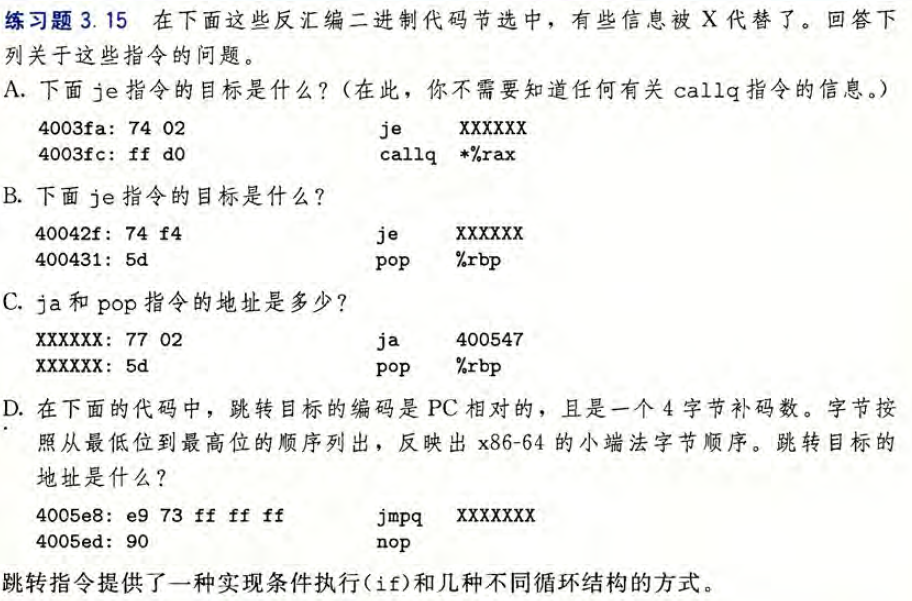 练习题 3.15 在下面这些反汇编二进制代码节选中，有些信息被 X 代替了。回答下
列关于这些指令的问题。
A. 下面 je 指令的目标是什么？（在此，你不需要知道任何有关 callq 指令的信息。）
4003fa: 74 02 je XXXXXX
4003fc: ff d0 callq *%rax
B. 下面 je 指令的目标是什么？
40042f: 74 f4 je XXXXXX
400431: 5d pop %rbp
C. ja 和 pop 指令的地址是多少？
XXXXXX: 77 02 ja 400547
XXXXXX: 5d pop %rbp
D. 在下面的代码中，跳转目标的编码是 PC 相对的，且是一个 4 字节补码数。字节按
照从最低位到最高位的顺序列出，反映出 x86-64 的小端法字节顺序。跳转目标的
地址是什么？
4005e8: e9 73 ff ff ff jmpq XXXXXXX
4005ed: 90 nop
跳转指令提供了一种实现条件执行(if)和几种不同循环结构的方式。